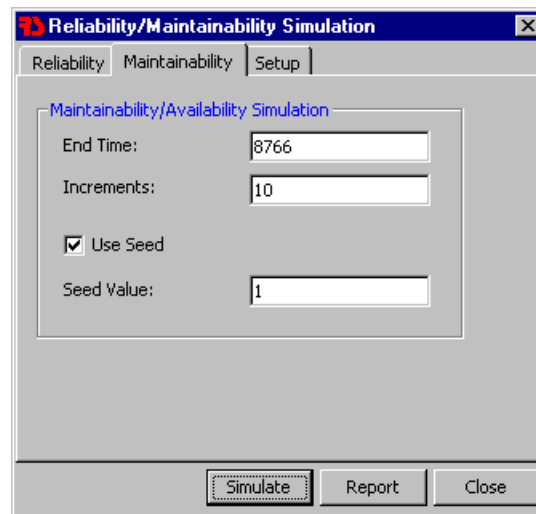 Reliability/Maintainability Simulation
Reliability Maintainability Setup
Maintainability/Availability Simulation
End Time: 8766
Increments: 10
Use Seed
Seed Value: 1
Simulate Report Close